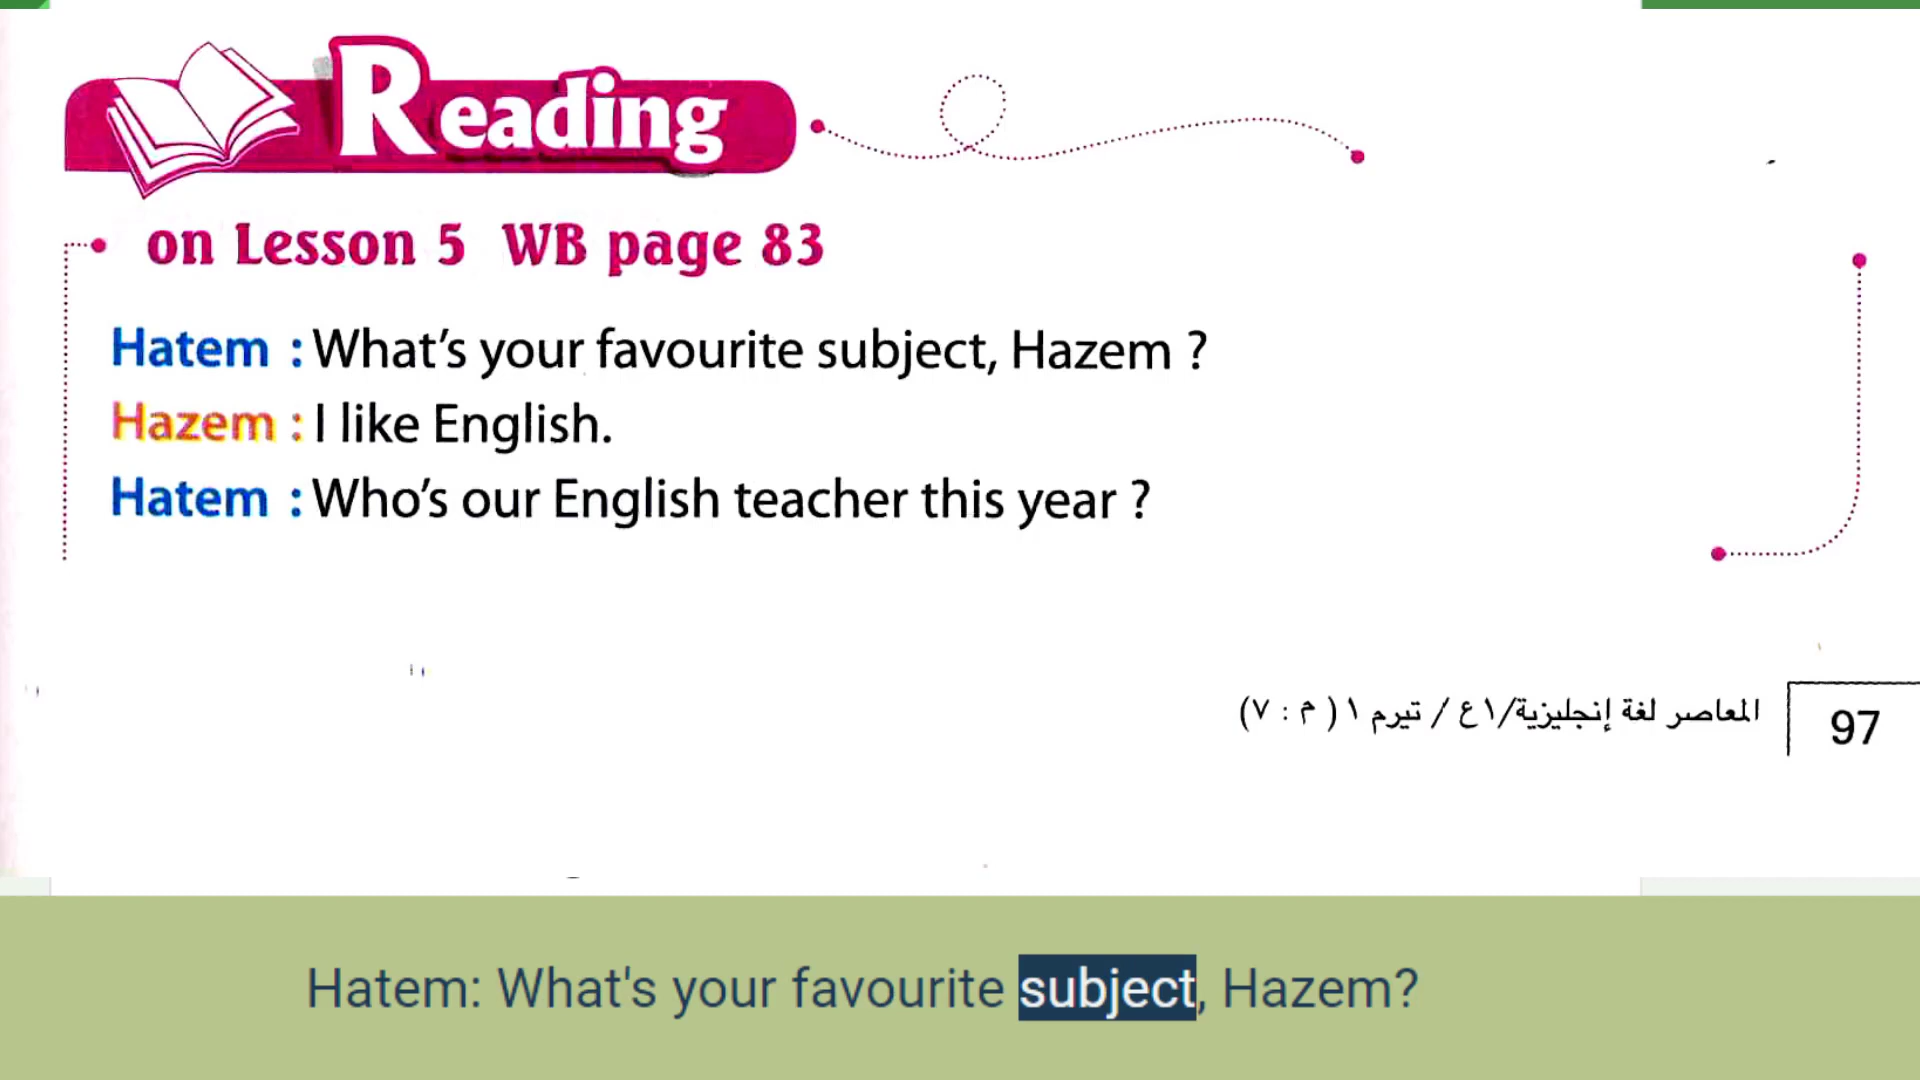 Reading
on Lesson 5 WB page 83
Hatem : What's your favourite subject, Hazem ?
Hazem : I like English.
Hatem : Who's our English teacher this year ?
المعاصر لغة إنجليزية/١ع / تيرم ١ ( م : ٧)
97
Hatem: What's your favourite subject, Hazem?